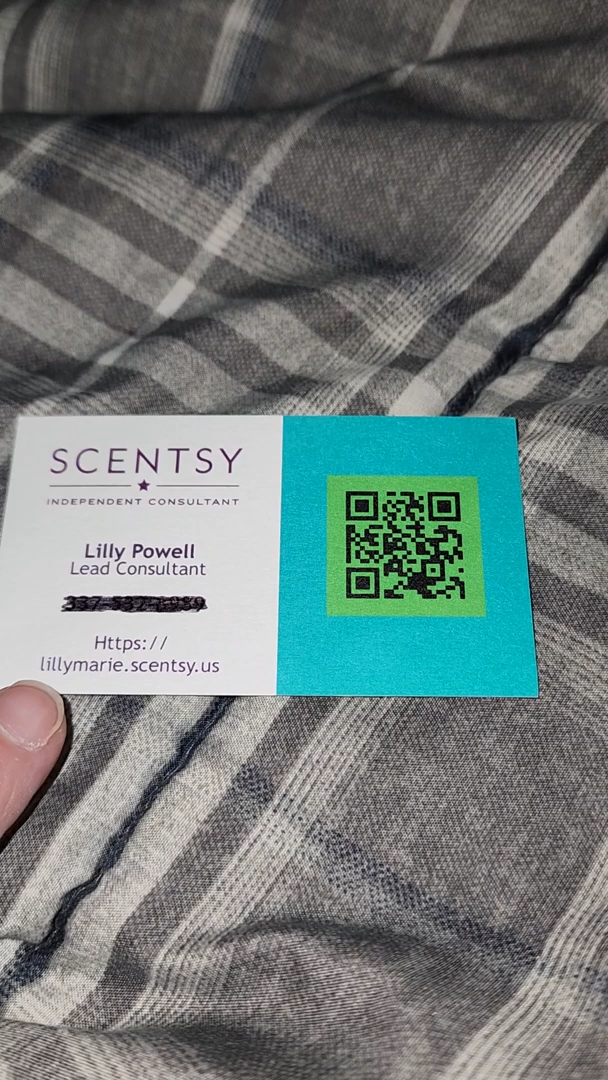 SCENTSY
INDEPENDENT CONSULTANT
Lilly Powell
Lead Consultant
Https://
lillymarie.scentsy.us